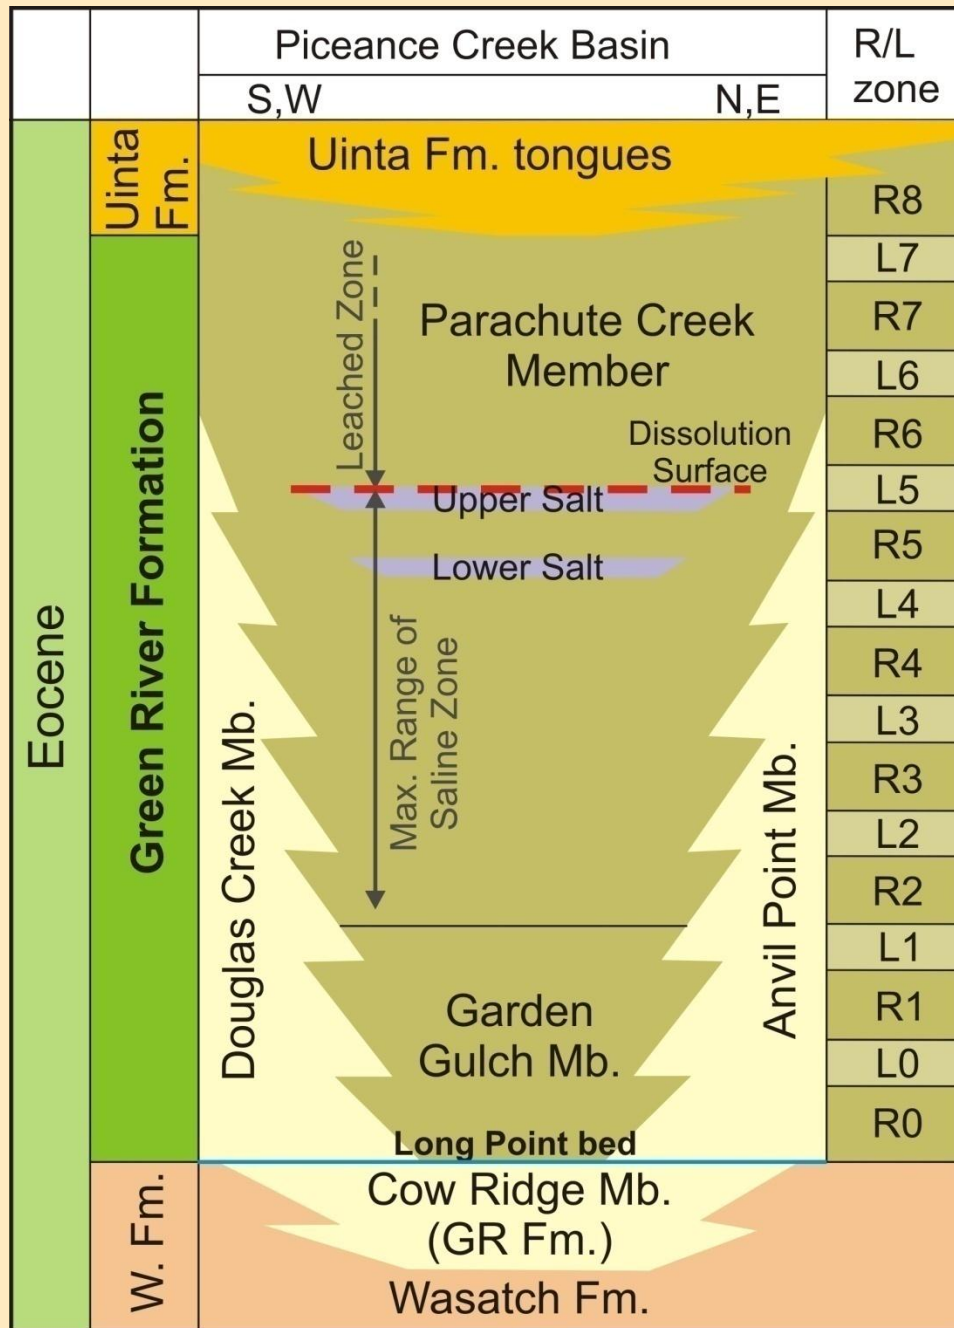 Piceance Creek Basin
S,W
N,E
R/L
zone
Eocene
Uinta
Fm.
Green River Formation
W. Fm.
Uinta Fm. tongues
Leached Zone
Parachute Creek
Member
Dissolution
Surface
Upper Salt
Lower Salt
Max. Range of
Saline Zone
Douglas Creek Mb.
Anvil Point Mb.
Garden
Gulch Mb.
Long Point bed
Cow Ridge Mb.
(GR Fm.)
Wasatch Fm.
R8
L7
R7
L6
R6
L5
R5
L4
R4
L3
R3
L2
R2
L1
R1
L0
R0